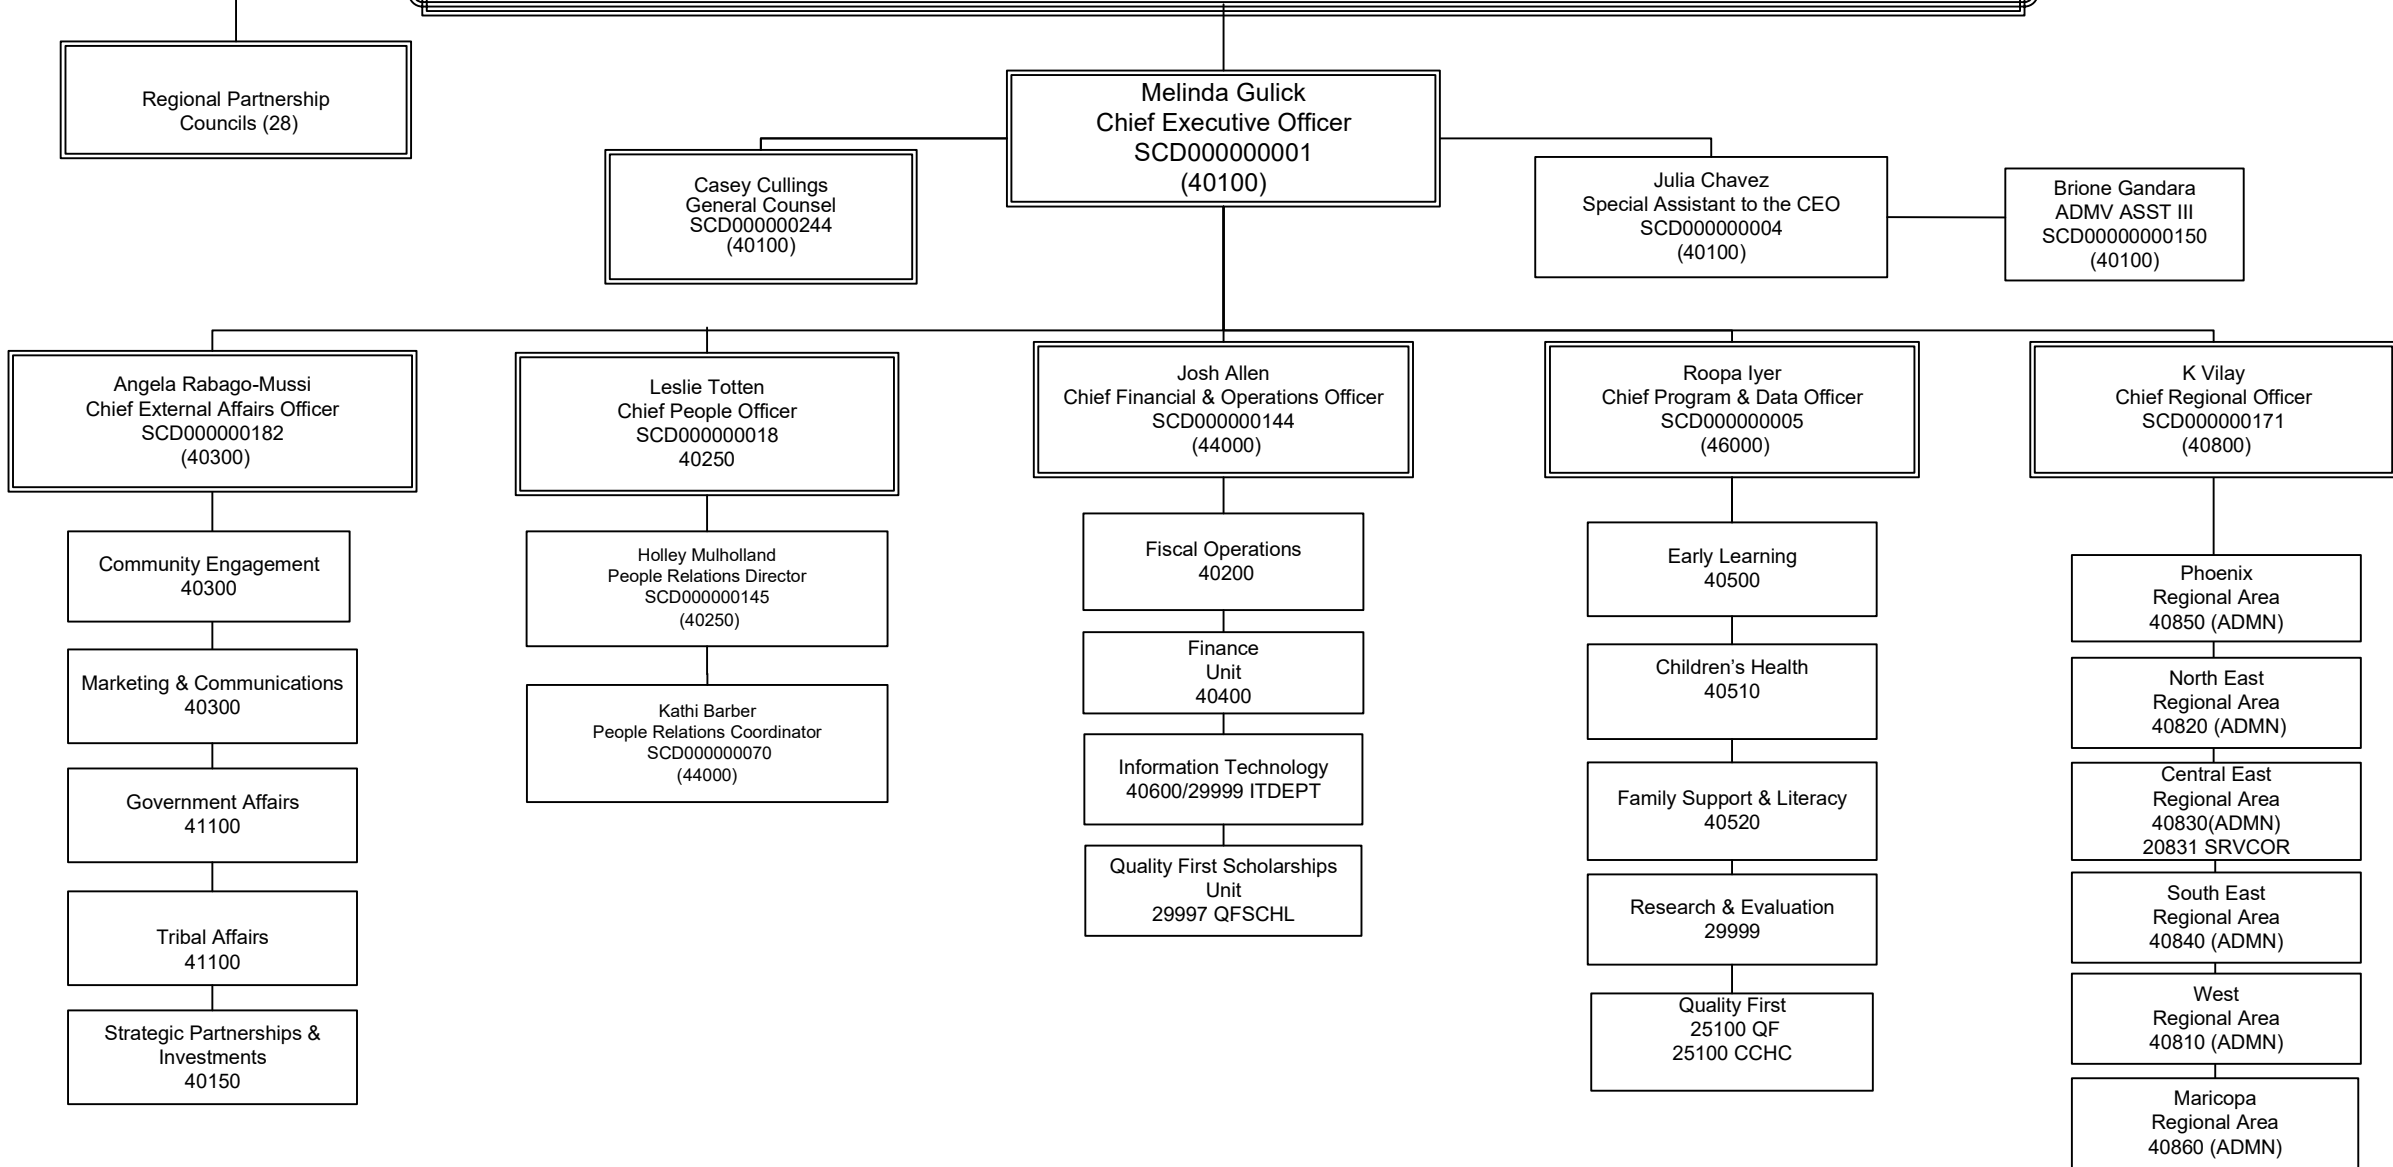 Regional Partnership
Councils (28)
Melinda Gulick
Chief Executive Officer
SCD000000001
(40100)
Casey Cullings
General Counsel
SCD000000244
(40100)
Julia Chavez
Special Assistant to the CEO
SCD000000004
(40100)
Brione Gandara
ADMV ASST III
SCD00000000150
(40100)
Angela Rabago-Mussi
Chief External Affairs Officer
SCD000000182
(40300)
Leslie Totten
Chief People Officer
SCD000000018
40250
Josh Allen
Chief Financial & Operations Officer
SCD000000144
(44000)
Roopa Iyer
Chief Program & Data Officer
SCD000000005
(46000)
K Vilay
Chief Regional Officer
SCD000000171
(40800)
Community Engagement
40300
Marketing & Communications
40300
Government Affairs
41100
Tribal Affairs
41100
Strategic Partnerships &
Investments
40150
Holley Mulholland
People Relations Director
SCD000000145
(40250)
Kathi Barber
People Relations Coordinator
SCD000000070
(44000)
Fiscal Operations
40200
Finance
Unit
40400
Information Technology
40600/29999 ITDEPT
Quality First Scholarships
Unit
29997 QFSCHL
Early Learning
40500
Children’s Health
40510
Family Support & Literacy
40520
Research & Evaluation
29999
Quality First
25100 QF
25100 CCHC
Phoenix
Regional Area
40850 (ADMN)
North East
Regional Area
40820 (ADMN)
Central East
Regional Area
40830(ADMN)
20831 SRVCOR
South East
Regional Area
40840 (ADMN)
West
Regional Area
40810 (ADMN)
Maricopa
Regional Area
40860 (ADMN)